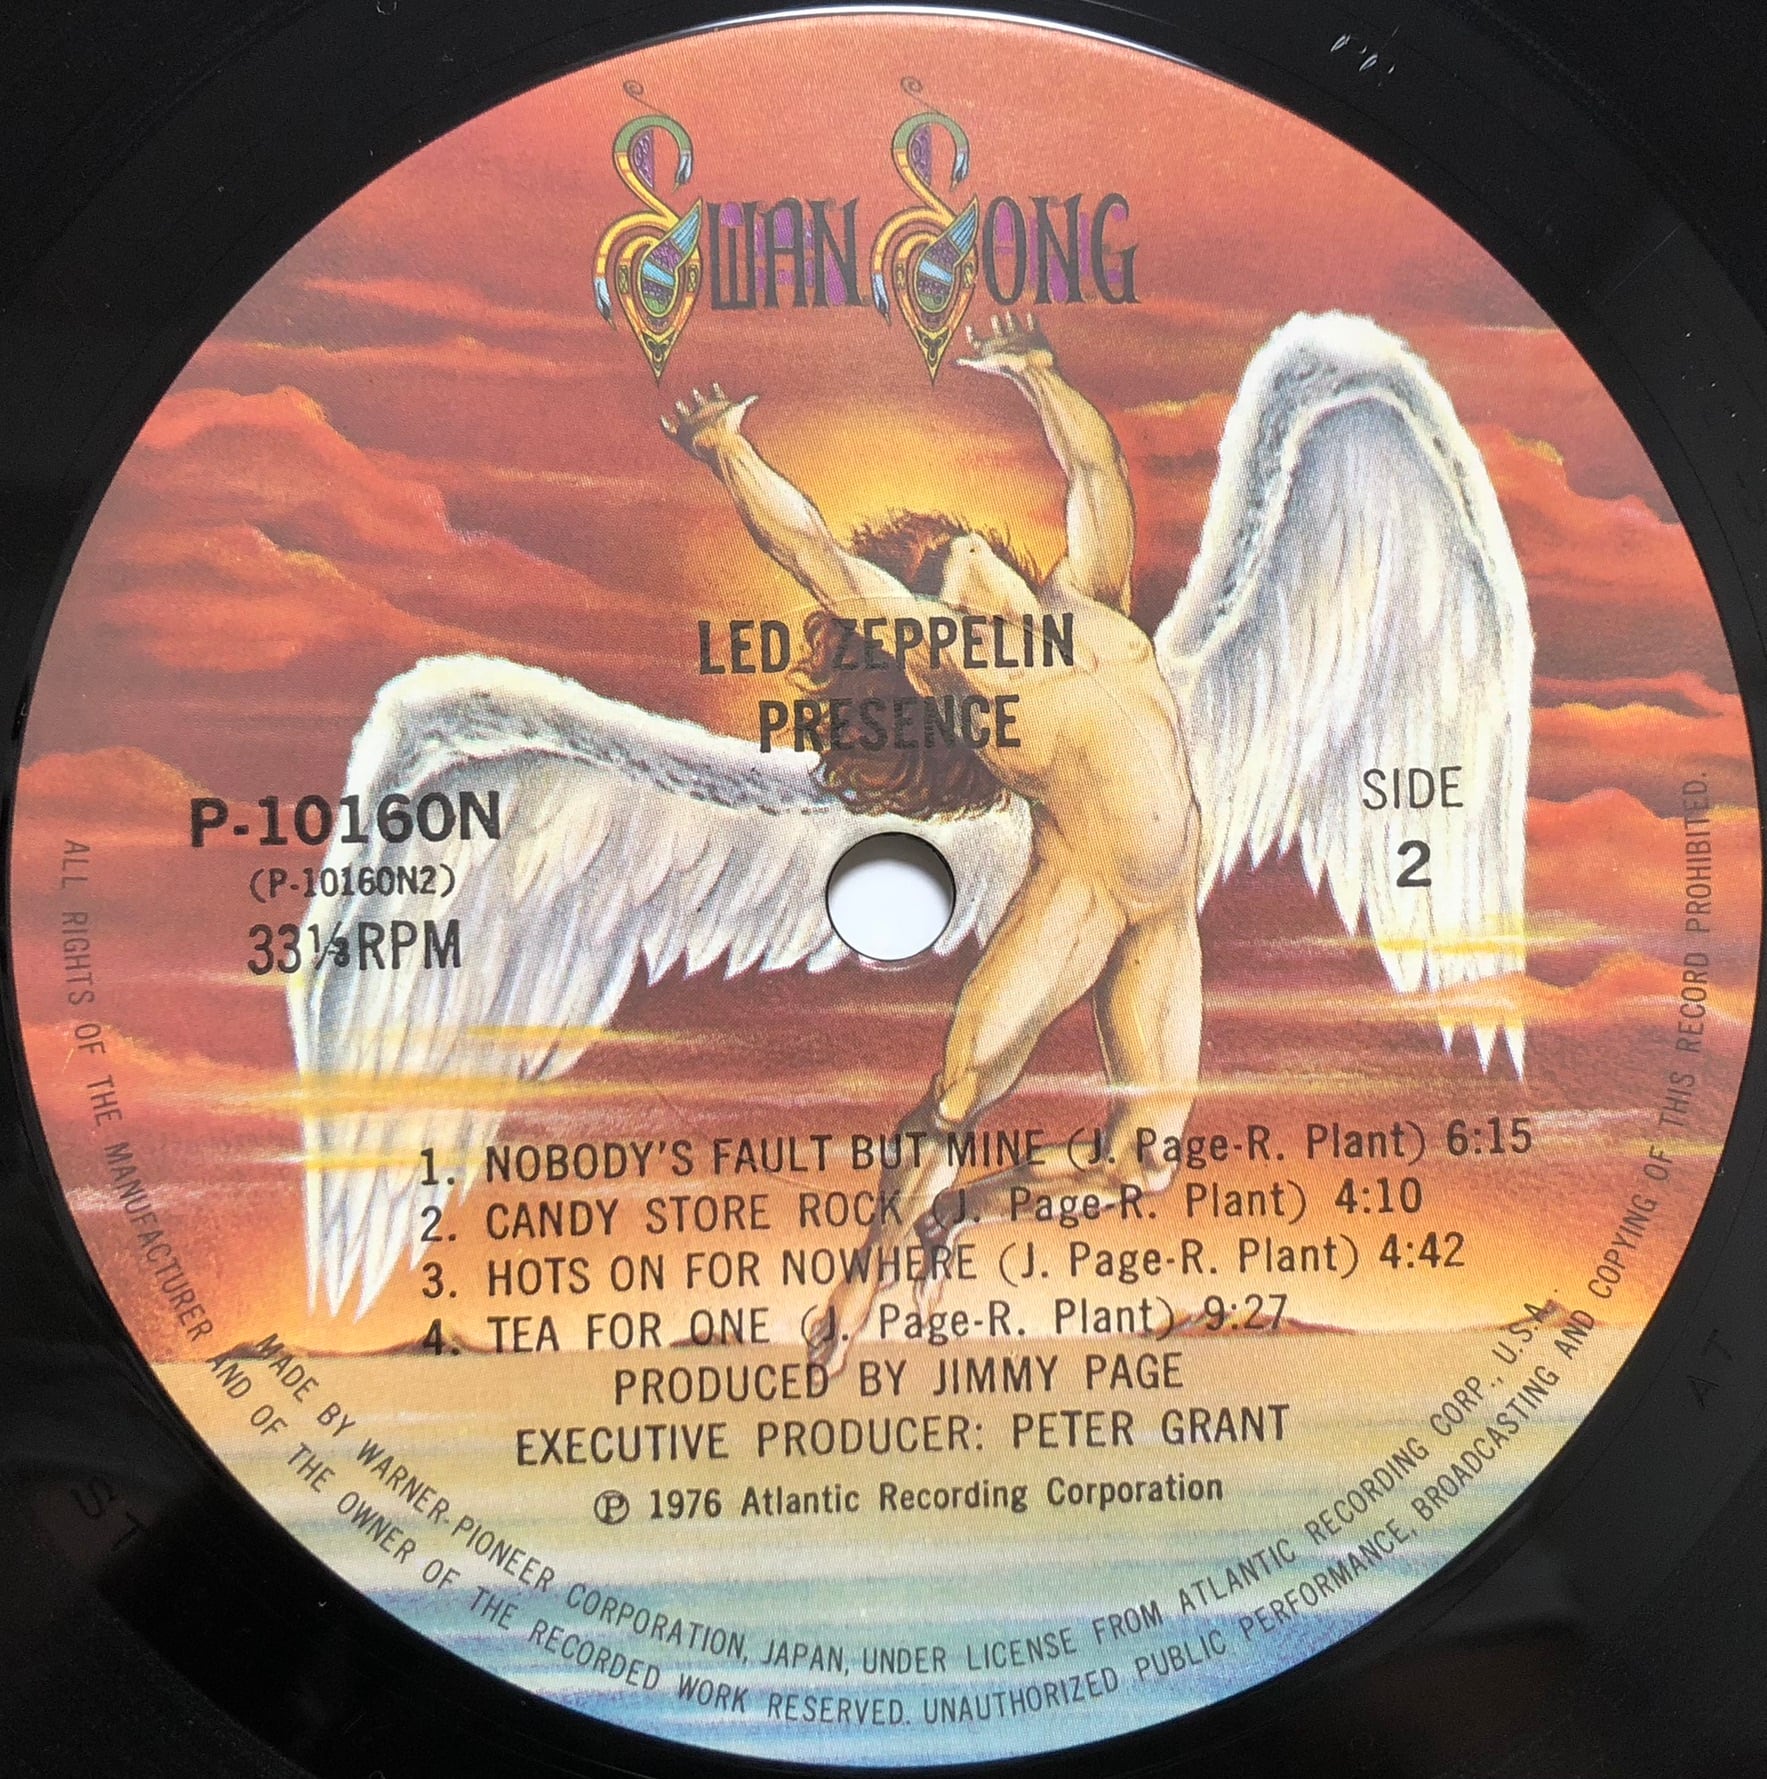 SWAN SONG
LED ZEPPELIN
PRESENCE
P-10160N
(P-10160N2)
33⅓RPM
SIDE
2
1. NOBODY'S FAULT BUT MINE (J. Page-R. Plant) 6:15
2. CANDY STORE ROCK (J. Page-R. Plant) 4:10
3. HOTS ON FOR NOWHERE (J. Page-R. Plant) 4:42
4. TEA FOR ONE (J. Page-R. Plant) 9:27
PRODUCED BY JIMMY PAGE
EXECUTIVE PRODUCER: PETER GRANT
Ⓟ 1976 Atlantic Recording Corporation
MADE BY WARNER-PIONEER CORPORATION, JAPAN, UNDER LICENSE FROM ATLANTIC RECORDING CORP., U.S.A.
ALL RIGHTS OF THE MANUFACTURER AND OF THE OWNER OF THE RECORDED WORK RESERVED. UNAUTHORIZED PUBLIC PERFORMANCE, BROADCASTING AND COPYING OF THIS RECORD PROHIBITED.